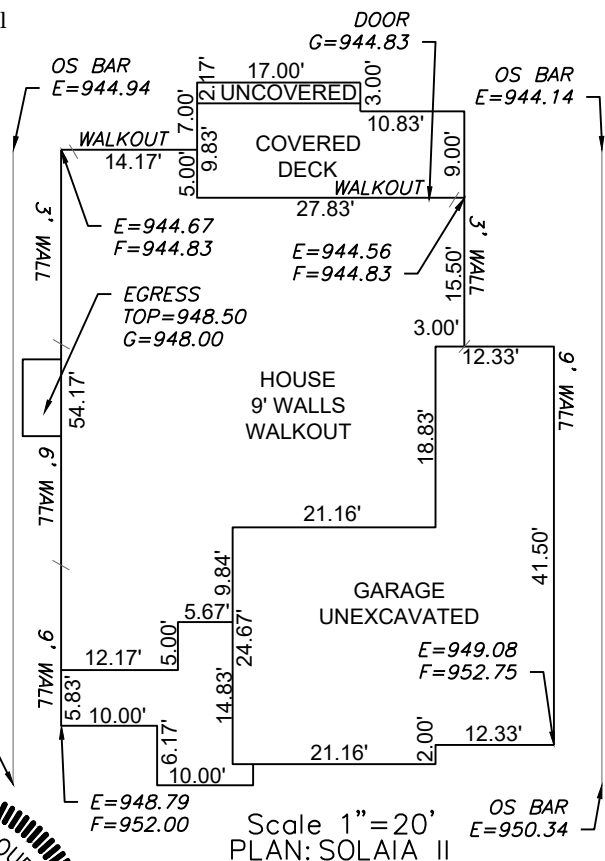 l
DOOR
G=944.83
OS BAR
E=944.94
OS BAR
E=944.14
17.00'
2.17'
UNCOVERED
3.00'
10.83'
7.00'
9.83'
COVERED
DECK
WALKOUT
14.17'
5.00'
9.00'
WALKOUT
27.83'
3' WALL
E=944.67
F=944.83
E=944.56
F=944.83
3' WALL
15.50'
EGRESS
TOP=948.50
G=948.00
3.00'
12.33'
54.17'
HOUSE
9' WALLS
WALKOUT
18.83'
9' WALL
6' WALL
21.16'
41.50'
9.84'
GARAGE
UNEXCAVATED
5.67'
5.00'
24.67'
9' WALL
12.17'
E=949.08
F=952.75
5.83'
10.00'
14.83'
6.17'
2.00'
12.33'
21.16'
10.00'
E=948.79
F=952.00
Scale 1"=20'
PLAN: SOLAIA II
OS BAR
E=950.34